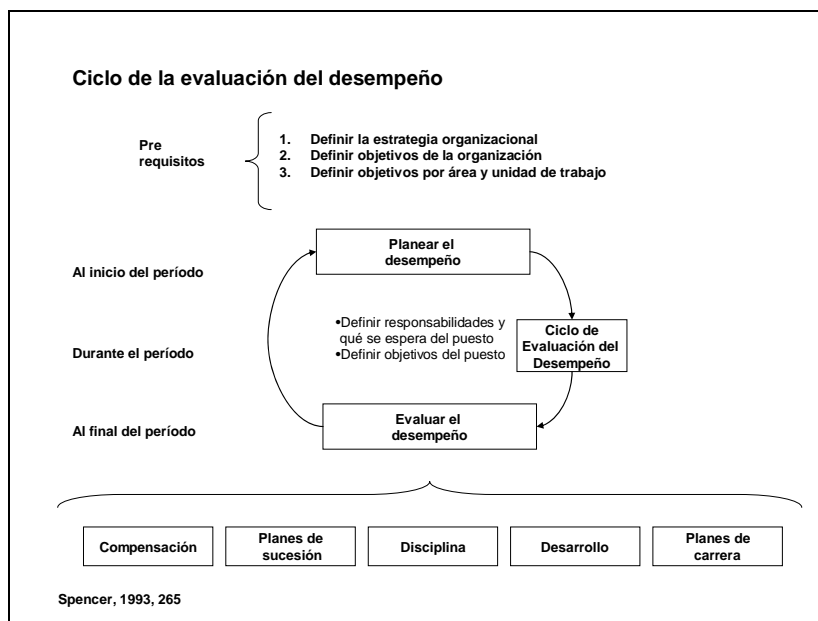 Ciclo de la evaluación del desempeño
Pre
requisitos
1. Definir la estrategia organizacional
2. Definir objetivos de la organización
3. Definir objetivos por área y unidad de trabajo
Planear el
desempeño
Al inicio del período
•Definir responsabilidades y
qué se espera del puesto
•Definir objetivos del puesto
Ciclo de
Evaluación del
Desempeño
Durante el período
Evaluar el
desempeño
Al final del período
Compensación
Planes de
sucesión
Disciplina
Desarrollo
Planes de
carrera
Spencer, 1993, 265